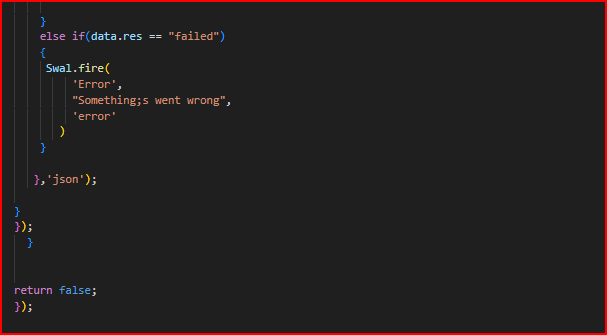 }
else if(data.res == "failed")
{
Swal.fire(
'Error',
"Something;s went wrong",
'error'
)
}
},'json');
}
});
}
return false;
});